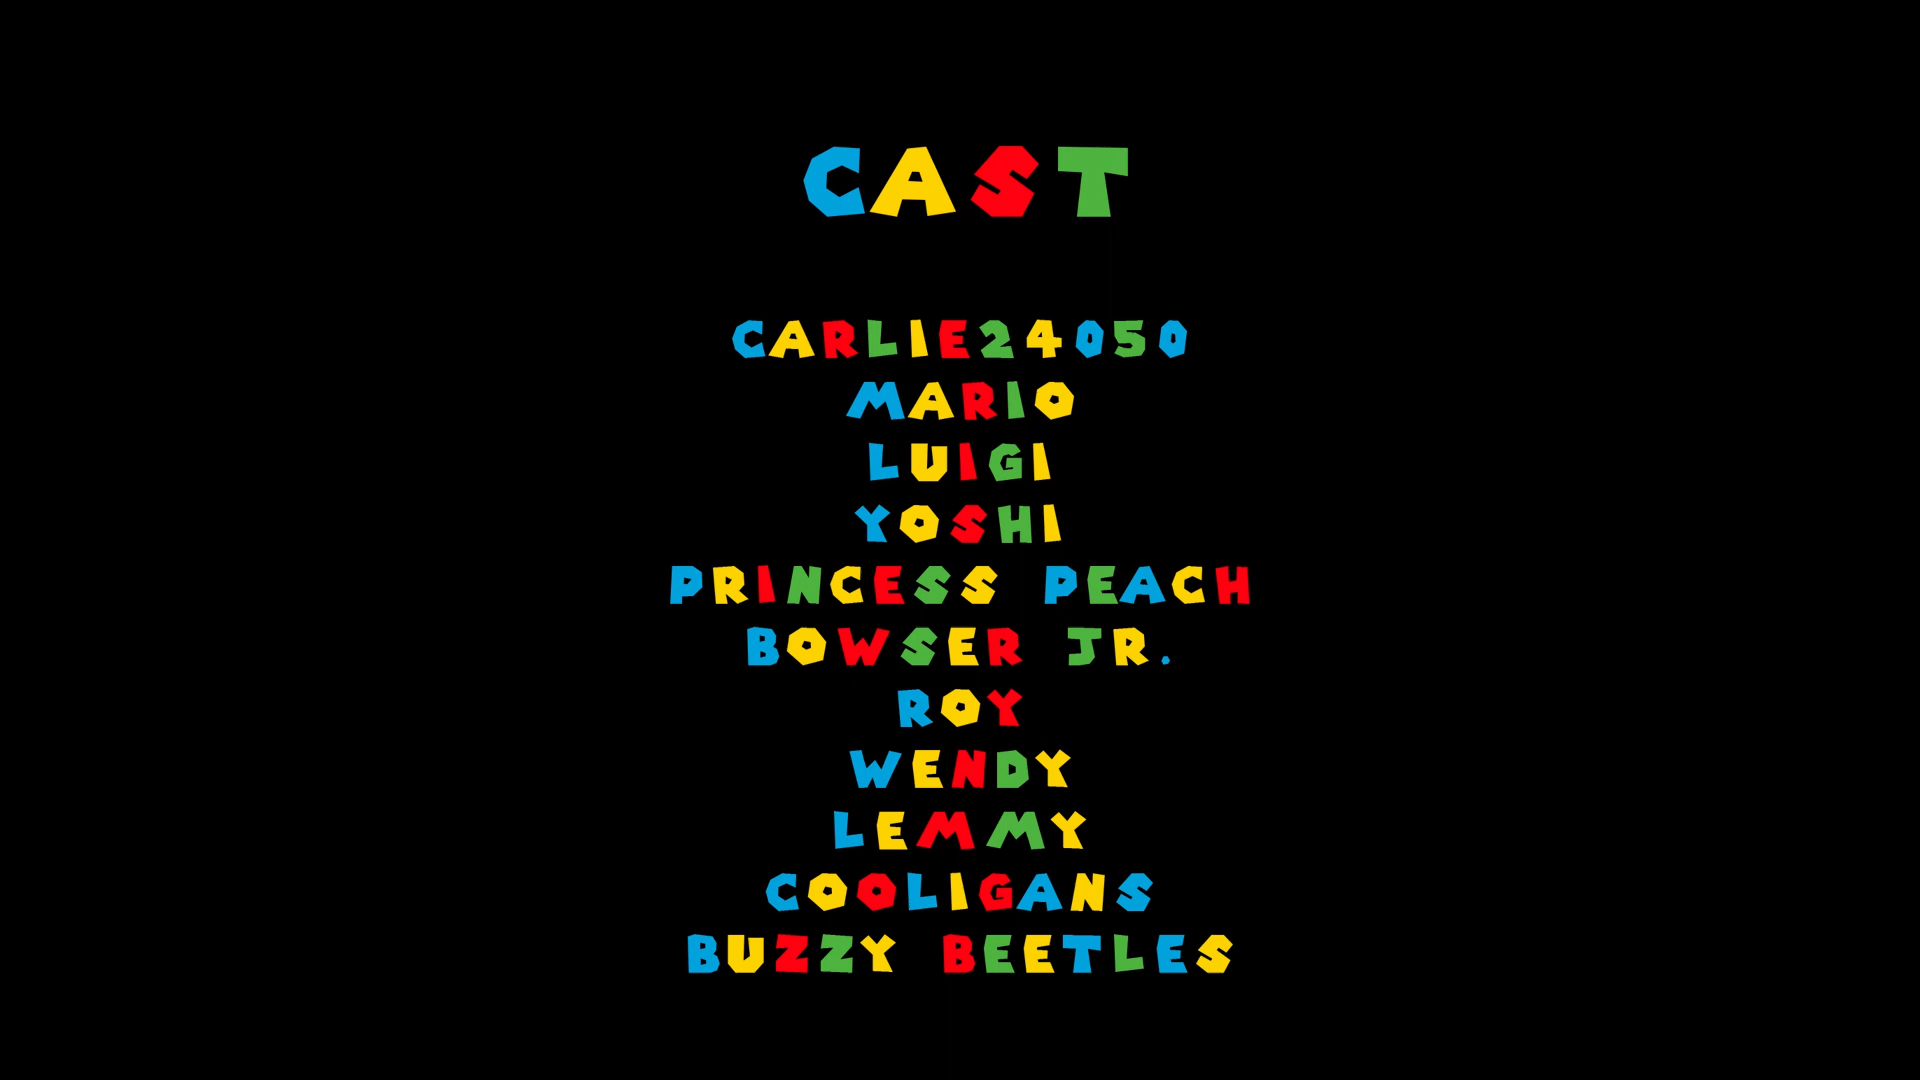 CAST
CARLIE24050
MARIO
LUIGI
YOSHI
PRINCESS PEACH
BOWSER JR.
ROY
WENDY
LEMMY
COOLIGANS
BUZZY BEETLES